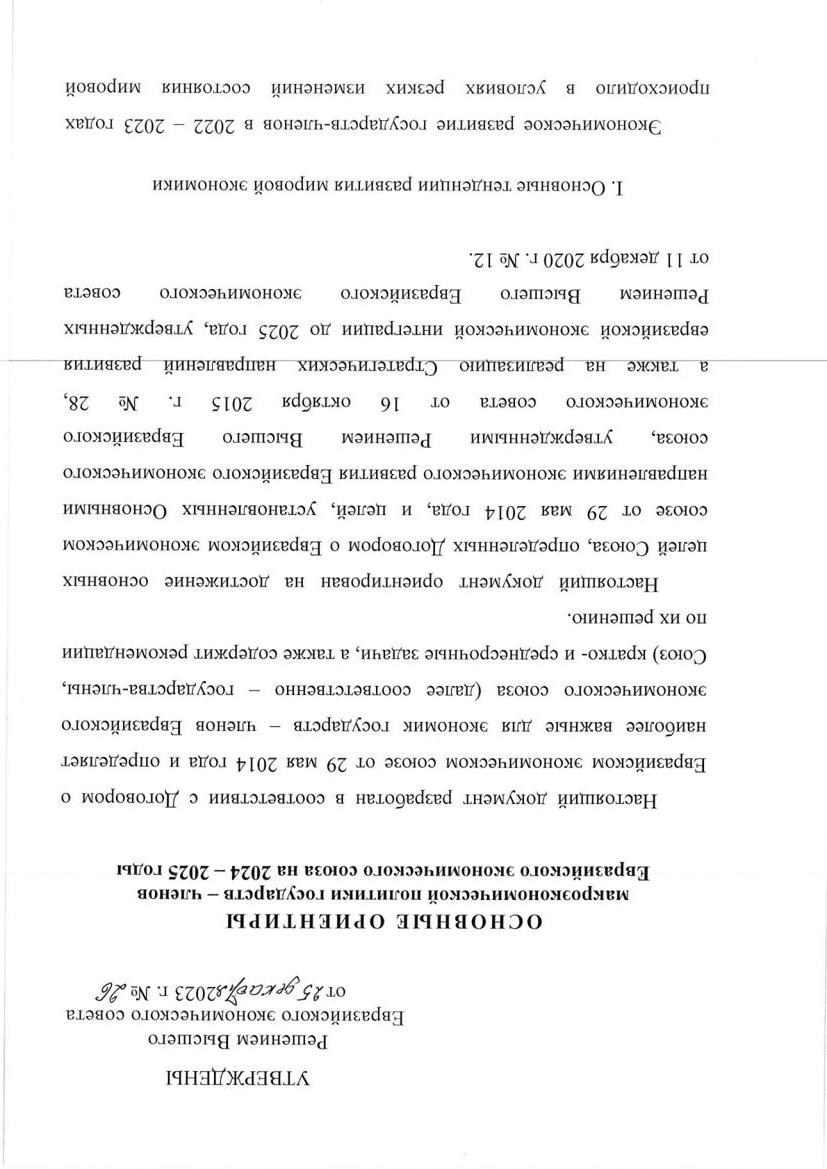 УТВЕРЖДЕНЫ
Решением Высшего
Евразийского экономического совета
от 25 декабря 2023 г. № 26
ОСНОВНЫЕ ОРИЕНТИРЫ
макроэкономической политики государств – членов
Евразийского экономического союза на 2024 – 2025 годы
Настоящий документ разработан в соответствии с Договором о
Евразийском экономическом союзе от 29 мая 2014 года и определяет
наиболее важные для экономик государств – членов Евразийского
экономического союза (далее соответственно – государства-члены,
Союз) кратко- и среднесрочные задачи, а также содержит рекомендации
по их решению.
Настоящий документ ориентирован на достижение основных
целей Союза, определенных Договором о Евразийском экономическом
союзе от 29 мая 2014 года, и целей, установленных Основными
направлениями экономического развития Евразийского экономического
союза, утвержденными Решением Высшего Евразийского
экономического совета от 16 октября 2015 г. № 28,
а также на реализацию Стратегических направлений развития
евразийской экономической интеграции до 2025 года, утвержденных
Решением Высшего Евразийского экономического совета
от 11 декабря 2020 г. № 12.
I. Основные тенденции развития мировой экономики
Экономическое развитие государств-членов в 2022 – 2023 годах
происходило в условиях резких изменений состояния мировой